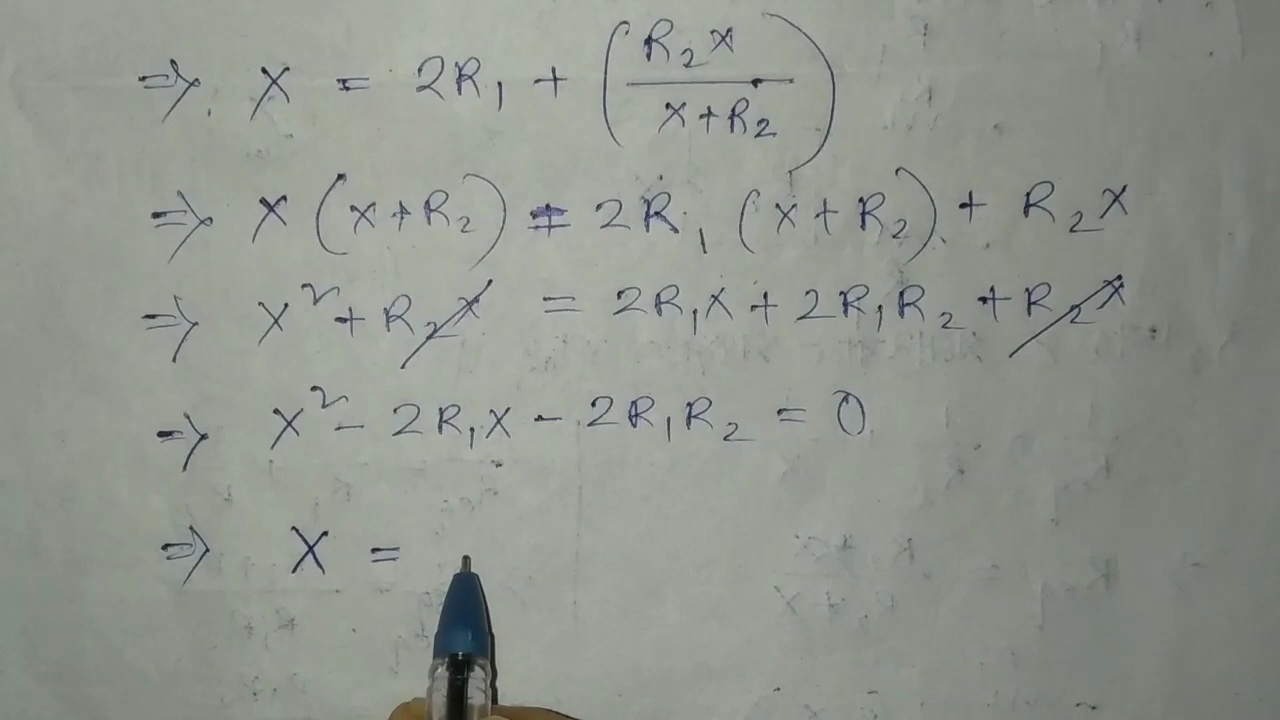 ⇒ X = 2R₁ + (R₂X / X+R₂)
⇒ X (X+R₂) = 2R₁ (X+R₂) + R₂X
⇒ X² + R₂X = 2R₁X + 2R₁R₂ + R₂X
⇒ X² - 2R₁X - 2R₁R₂ = 0
⇒ X =